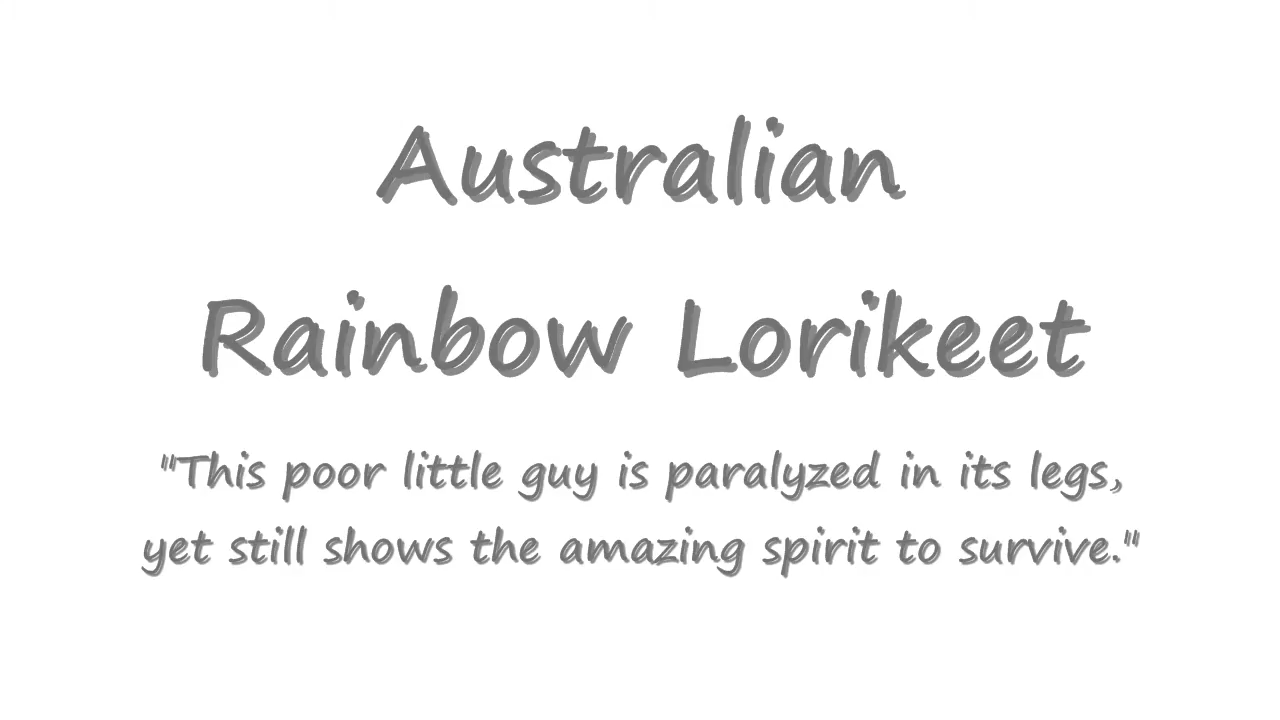 Australian
Rainbow Lorikeet
"This poor little guy is paralyzed in its legs,
yet still shows the amazing spirit to survive."